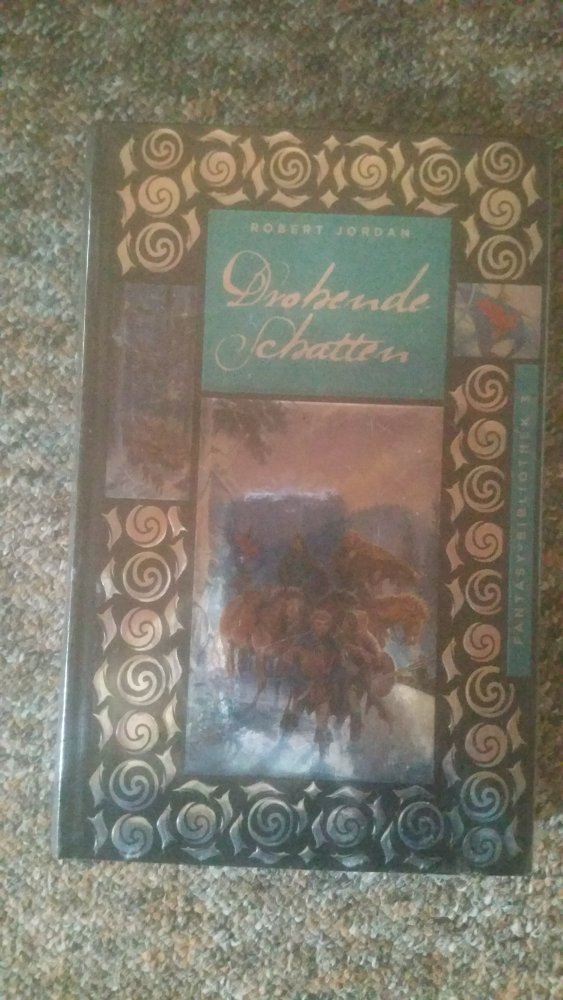 ROBERT JORDAN
Drohende
Schatten
FANTASY-BIBLIOTHEK 3